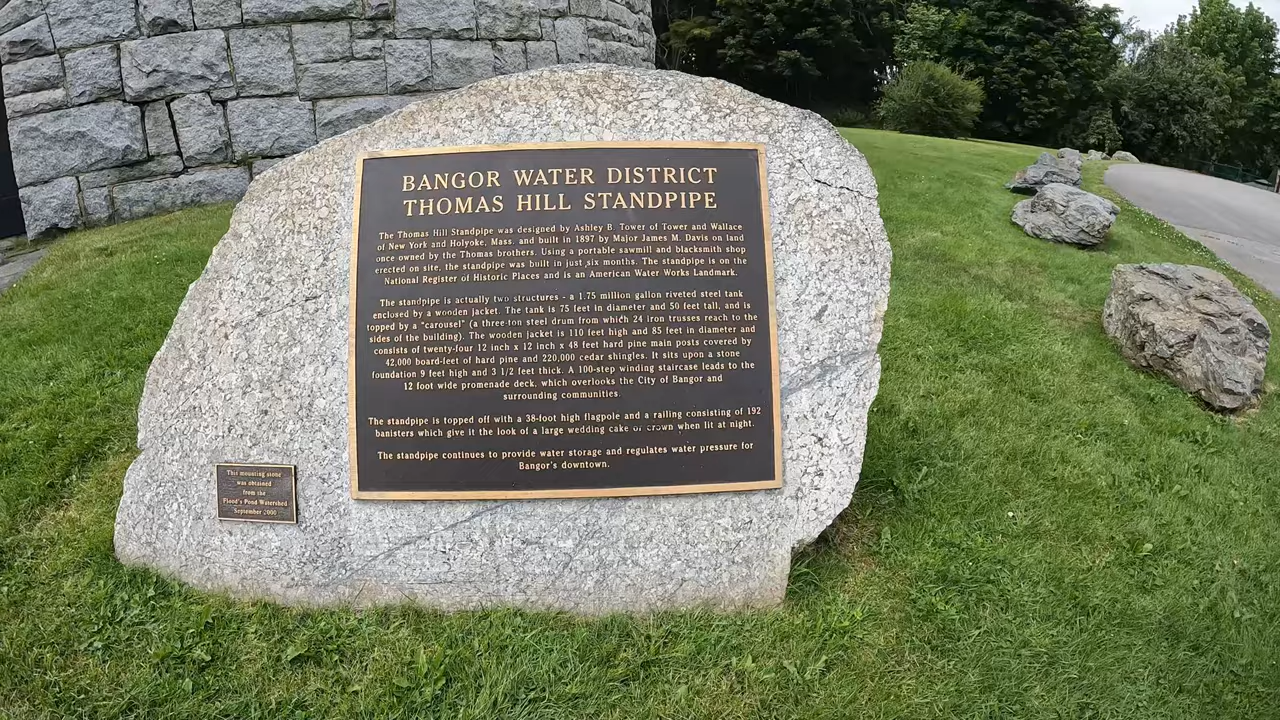 BANGOR WATER DISTRICT
THOMAS HILL STANDPIPE
The Thomas Hill Standpipe was designed by Ashley B. Tower of Tower and Wallace
of New York and Holyoke, Mass. and built in 1897 by Major James M. Davis on land
once owned by the Thomas brothers. Using a portable sawmill and blacksmith shop
erected on site, the standpipe was built in just six months. The standpipe is on the
National Register of Historic Places and is an American Water Works Landmark.
The standpipe is actually two structures - a 1.75 million gallon riveted steel tank
enclosed by a wooden jacket. The tank is 75 feet in diameter and 50 feet tall, and is
topped by a "carousel" (a three-ton steel drum from which 24 iron trusses reach to the
sides of the building). The wooden jacket is 110 feet high and 85 feet in diameter and
consists of twenty-four 12 inch x 12 inch x 48 feet hard pine main posts covered by
42,000 board-feet of hard pine and 220,000 cedar shingles. It sits upon a stone
foundation 9 feet high and 3 1/2 feet thick. A 100-step winding staircase leads to the
12 foot wide promenade deck, which overlooks the City of Bangor and
surrounding communities.
The standpipe is topped off with a 38-foot high flagpole and a railing consisting of 192
banisters which give it the look of a large wedding cake or crown when lit at night.
The standpipe continues to provide water storage and regulates water pressure for
Bangor's downtown.
This mounting stone
was obtained
from the
Flood's Pond Watershed
September 2000